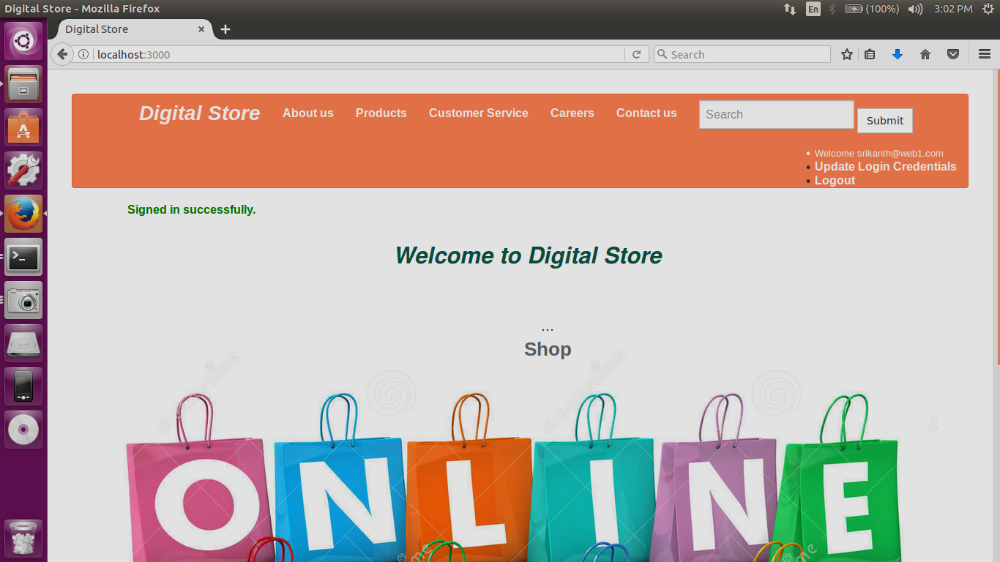 Digital Store - Mozilla Firefox
En (100%) 3:02 PM
Digital Store
localhost:3000 Search
Digital Store About us Products Customer Service Careers Contact us Search Submit
• Welcome srikanth@web1.com
• Update Login Credentials
• Logout
Signed in successfully.
Welcome to Digital Store
...
Shop
dreamstime dreamstime
ONLINE